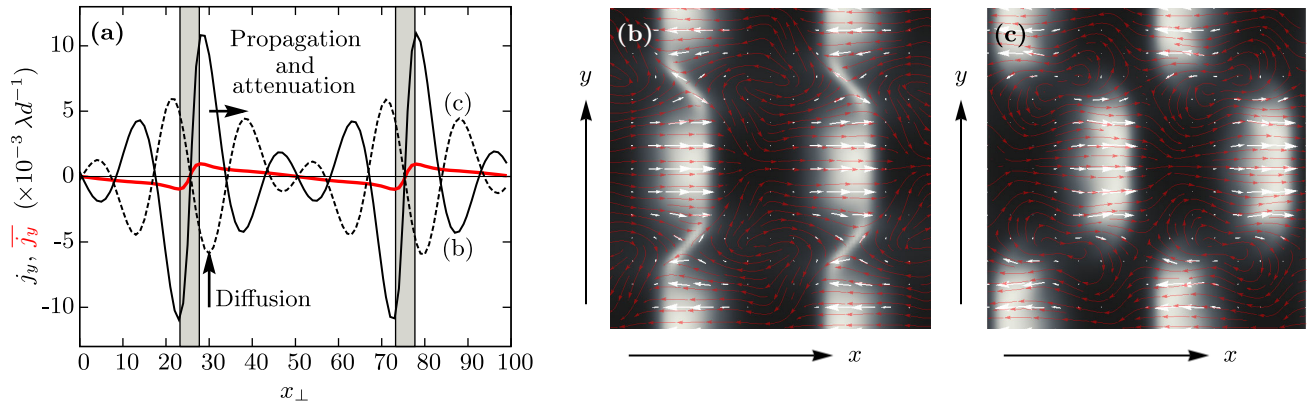 (a)
Propagation
and
attenuation
(c)
(b)
Diffusion
10
5
0
-5
-10
j_y, \overline{j_y} (×10⁻³ λd⁻¹)
0 10 20 30 40 50 60 70 80 90 100
x_⊥
(b)
y
x
(c)
y
x